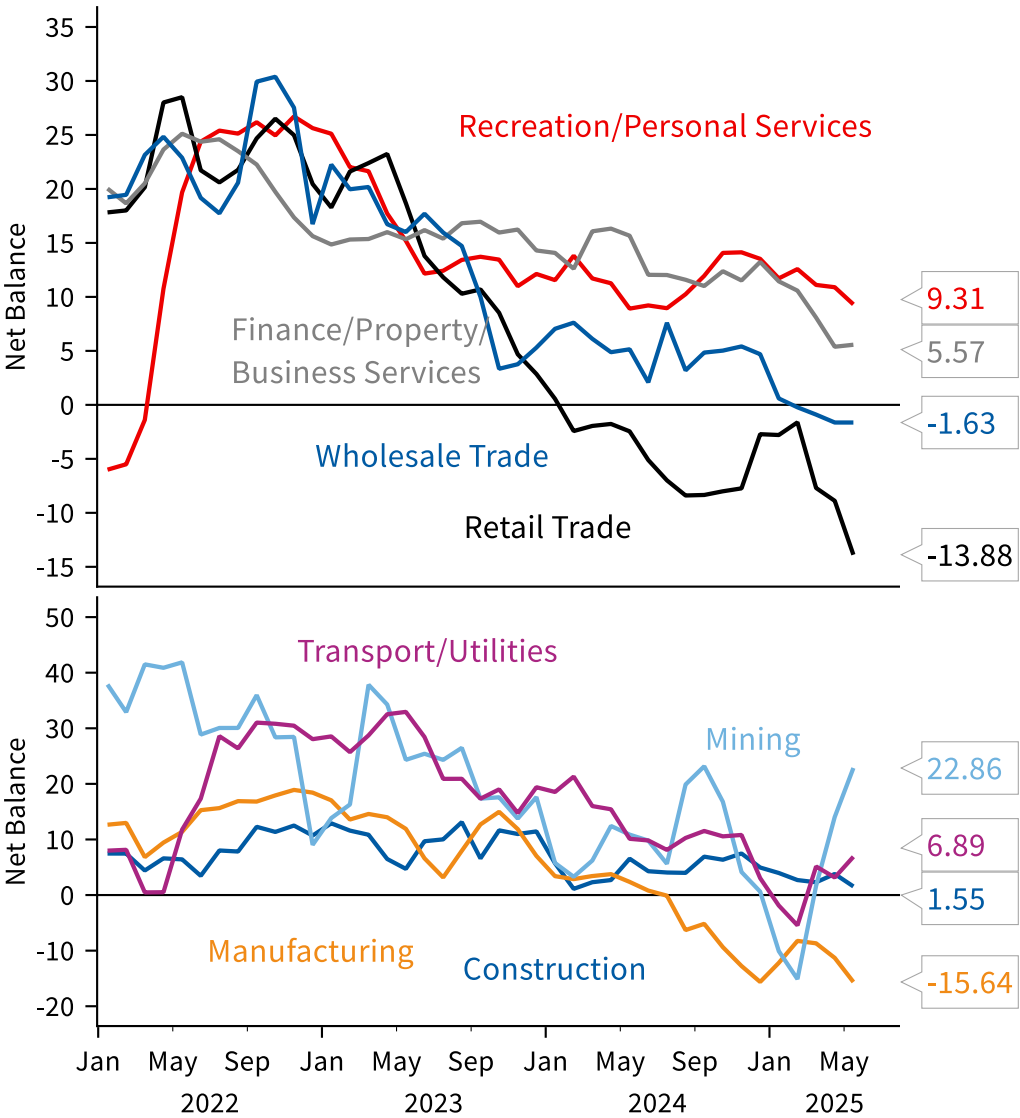 35
30
25
20
15
10
5
0
-5
-10
-15
Net Balance
Recreation/Personal Services
Finance/Property/
Business Services
Wholesale Trade
Retail Trade
9.31
5.57
-1.63
-13.88
50
40
30
20
10
0
-10
-20
Net Balance
Transport/Utilities
Mining
Manufacturing
Construction
22.86
6.89
1.55
-15.64
Jan May Sep Jan May Sep Jan May Sep Jan May
2022 2023 2024 2025